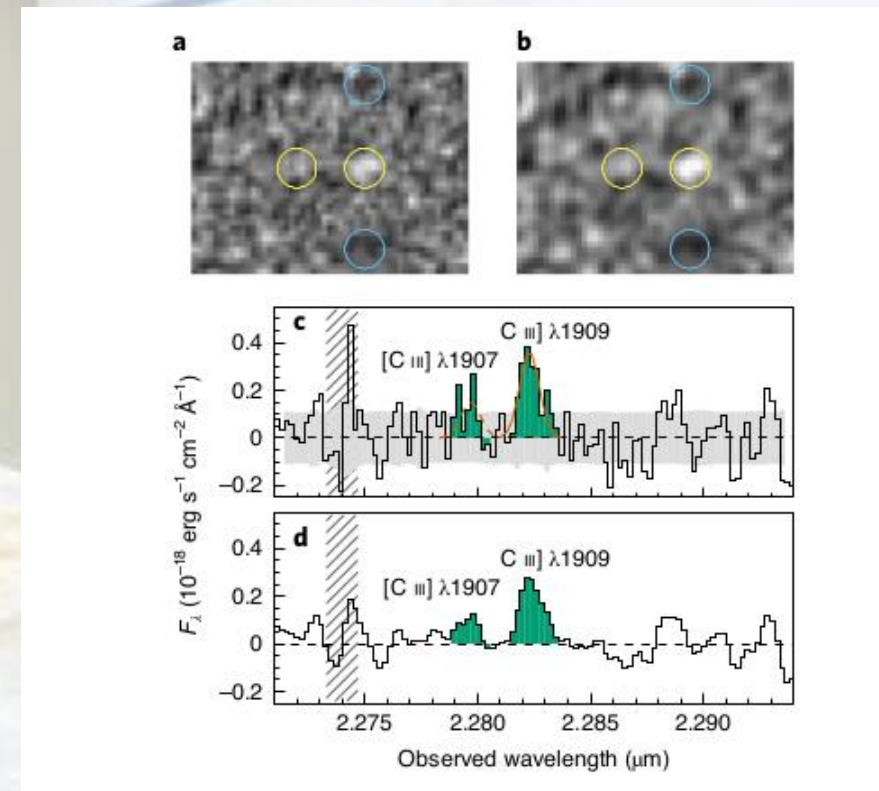 a
b
c
C III] λ1909
[C III] λ1907
0.4
0.2
0
−0.2
d
C III] λ1909
[C III] λ1907
0.4
0.2
0
−0.2
Fλ (10⁻¹⁸ erg s⁻¹ cm⁻² Å⁻¹)
2.275
2.280
2.285
2.290
Observed wavelength (μm)